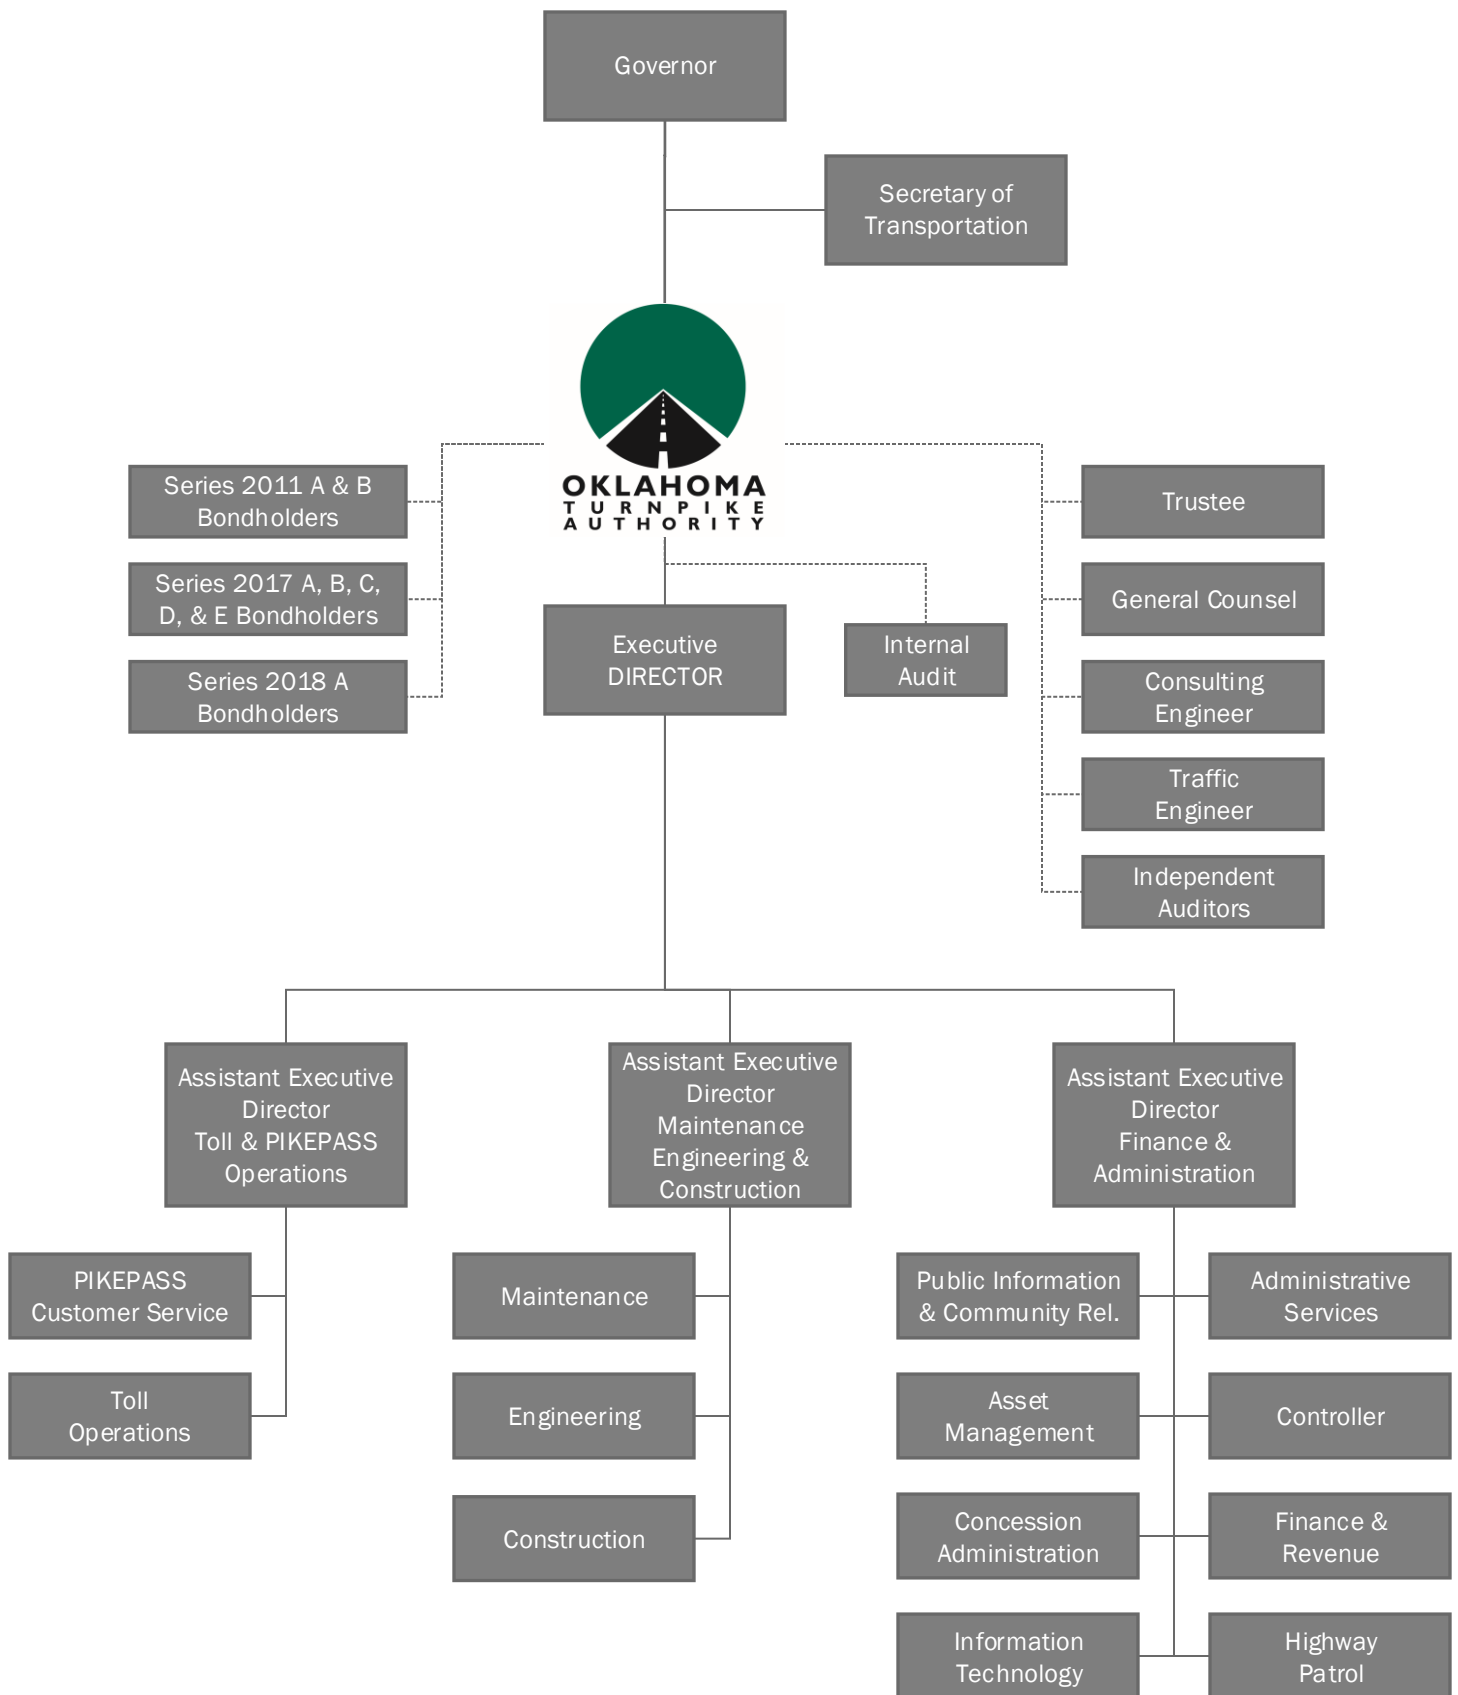 Governor
Secretary of
Transportation
OKLAHOMA
TURNPIKE
AUTHORITY
Series 2011 A & B
Bondholders
Series 2017 A, B, C,
D, & E Bondholders
Series 2018 A
Bondholders
Executive
DIRECTOR
Internal
Audit
Trustee
General Counsel
Consulting
Engineer
Traffic
Engineer
Independent
Auditors
Assistant Executive
Director
Toll & PIKEPASS
Operations
PIKEPASS
Customer Service
Toll
Operations
Assistant Executive
Director
Maintenance
Engineering &
Construction
Maintenance
Engineering
Construction
Assistant Executive
Director
Finance &
Administration
Public Information
& Community Rel.
Administrative
Services
Asset
Management
Controller
Concession
Administration
Finance &
Revenue
Information
Technology
Highway
Patrol